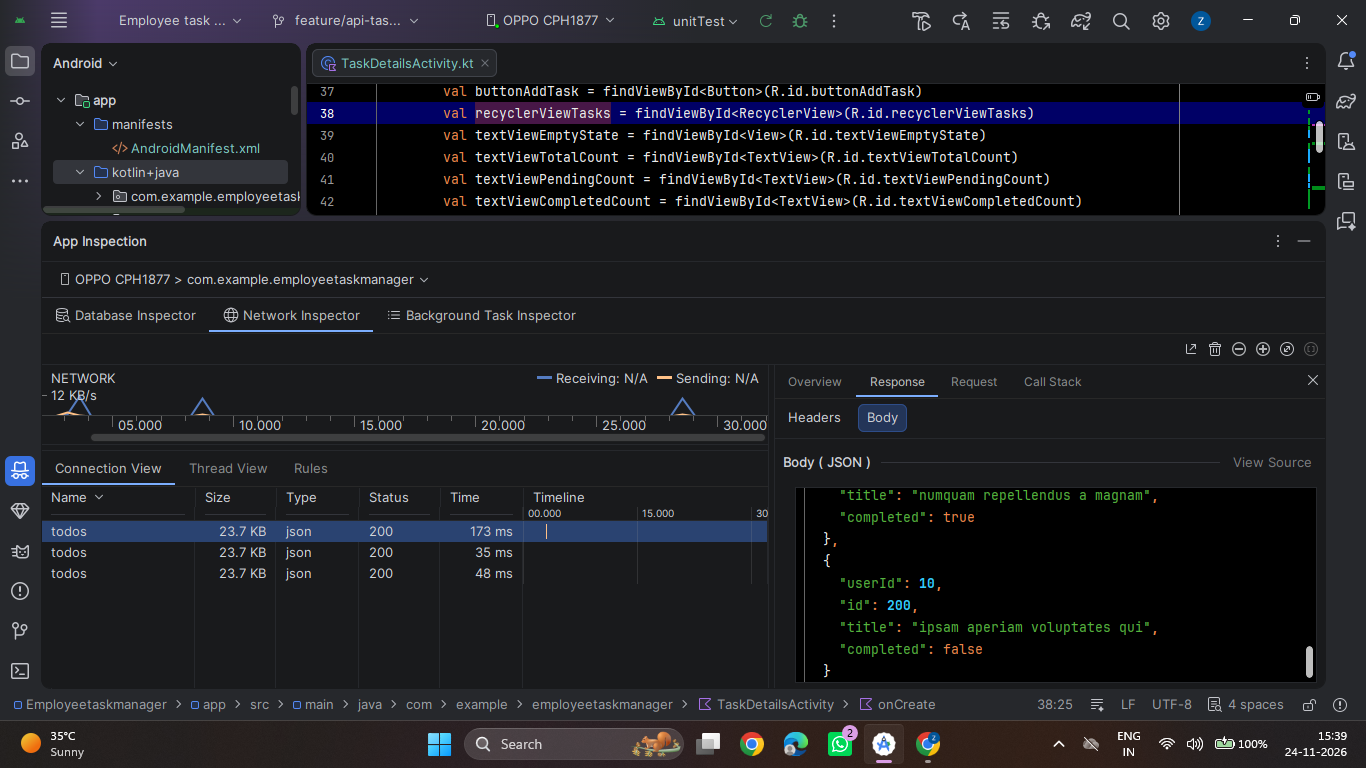 Employee task ...
feature/api-tas...
OPPO CPH1877
unitTest
Z
Android
app
manifests
</> AndroidManifest.xml
kotlin+java
com.example.employeetask
TaskDetailsActivity.kt
37 val buttonAddTask = findViewById<Button>(R.id.buttonAddTask)
38 val recyclerViewTasks = findViewById<RecyclerView>(R.id.recyclerViewTasks)
39 val textViewEmptyState = findViewById<View>(R.id.textViewEmptyState)
40 val textViewTotalCount = findViewById<TextView>(R.id.textViewTotalCount)
41 val textViewPendingCount = findViewById<TextView>(R.id.textViewPendingCount)
42 val textViewCompletedCount = findViewById<TextView>(R.id.textViewCompletedCount)
App Inspection
OPPO CPH1877 > com.example.employeetaskmanager
Database Inspector
Network Inspector
Background Task Inspector
NETWORK
Receiving: N/A
Sending: N/A
12 KB/s
05.000 10.000 15.000 20.000 25.000 30.000
Connection View
Thread View
Rules
Name Size Type Status Time Timeline
00.000 15.000 30
todos 23.7 KB json 200 173 ms
todos 23.7 KB json 200 35 ms
todos 23.7 KB json 200 48 ms
Overview
Response
Request
Call Stack
Headers
Body
Body ( JSON )
View Source
"title": "numquam repellendus a magnam",
"completed": true
},
{
"userId": 10,
"id": 200,
"title": "ipsam aperiam voluptates qui",
"completed": false
}
Employeetaskmanager > app > src > main > java > com > example > employeetaskmanager > TaskDetailsActivity > onCreate
38:25
LF
UTF-8
4 spaces
35°C
Sunny
Search
2
Z
ENG
IN
100%
15:39
24-11-2026